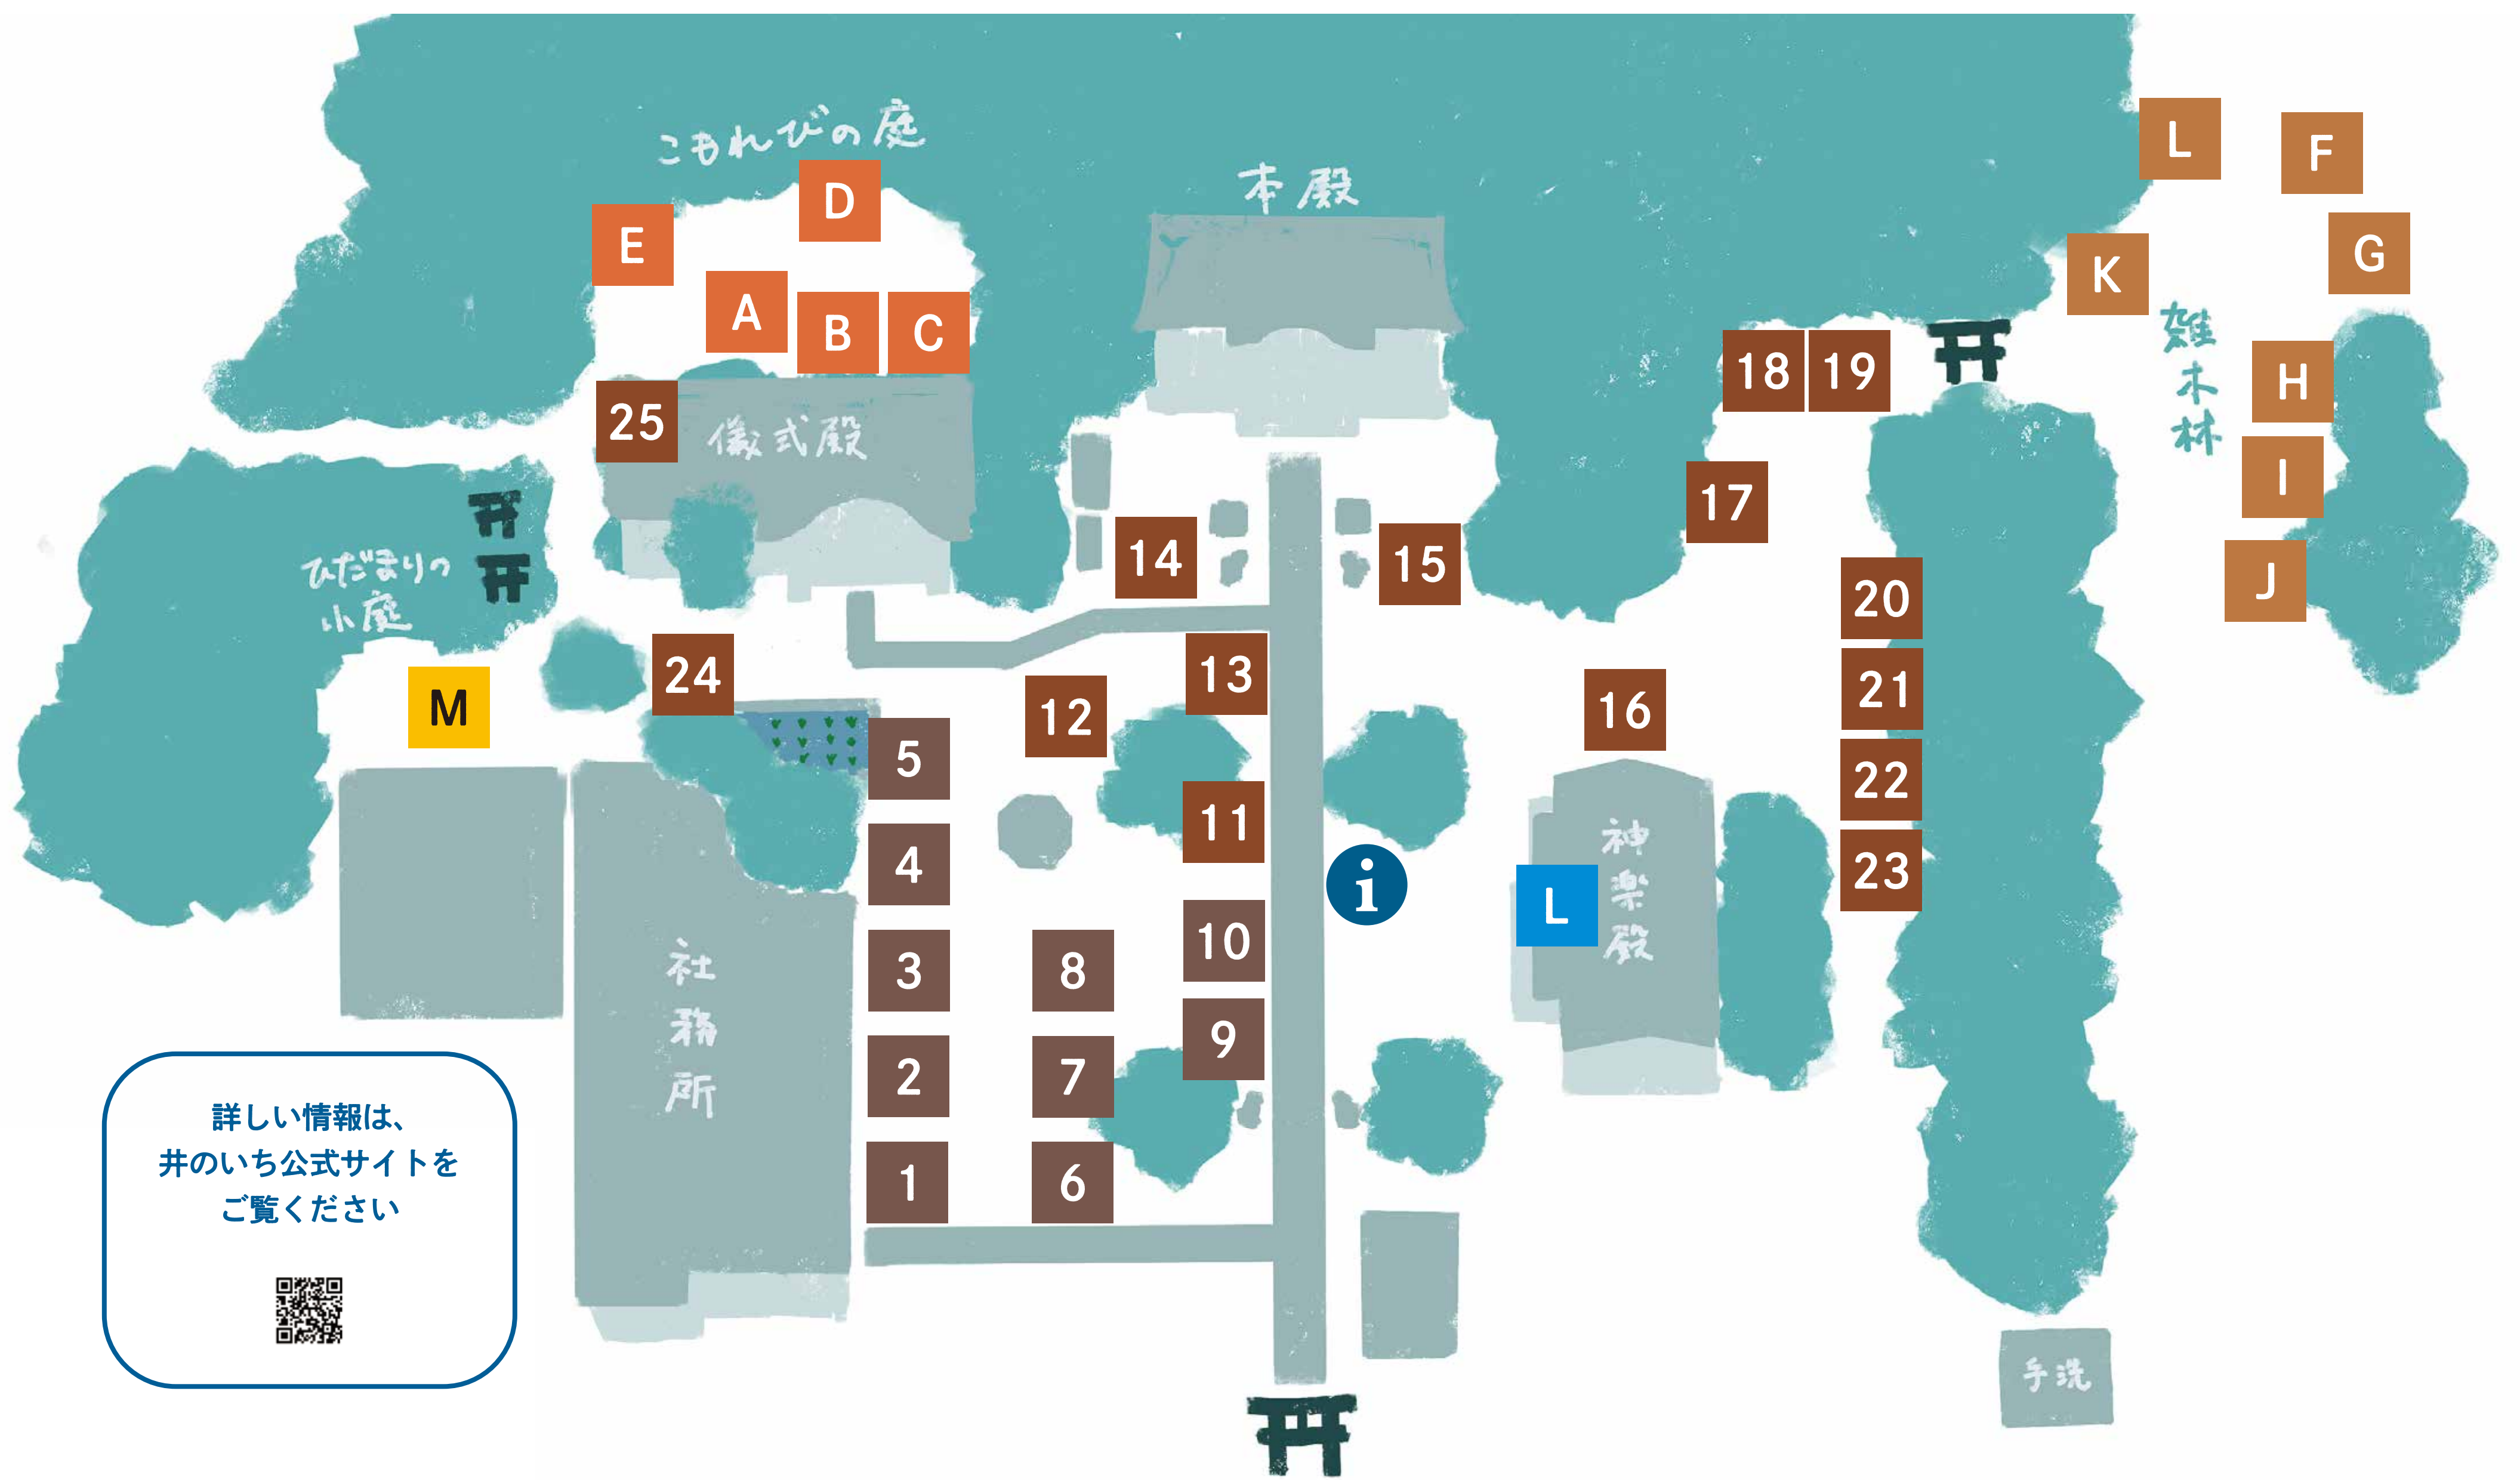 こもれびの庭
本殿
L
F
D
E
G
K
A
B
C
雑木林
18
19
H
25
儀式殿
I
17
14
15
ひだまりの
小庭
J
20
24
13
21
M
12
16
5
22
11
4
神楽殿
23
i
L
社務所
10
3
8
9
2
7
1
6
詳しい情報は、
井のいち公式サイトを
ご覧ください
手洗